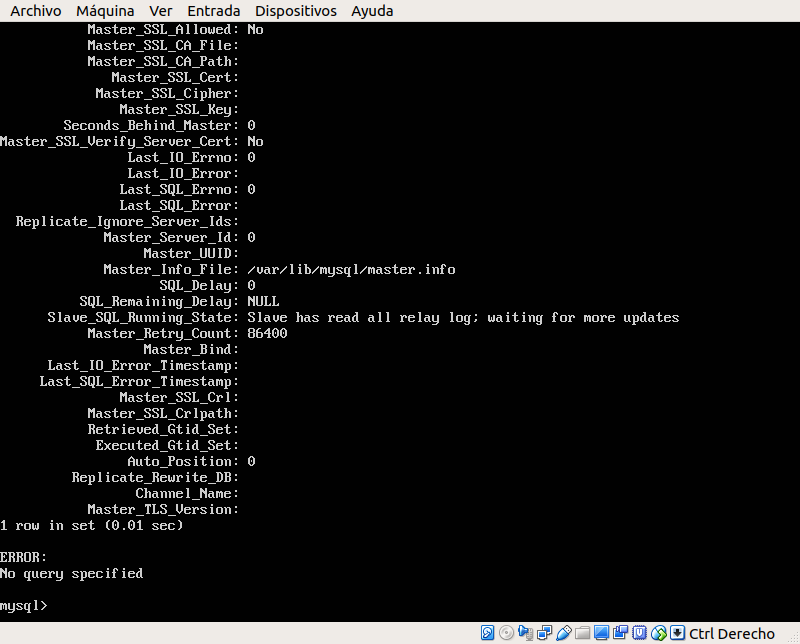 Archivo Máquina Ver Entrada Dispositivos Ayuda
Master_SSL_Allowed: No
Master_SSL_CA_File:
Master_SSL_CA_Path:
Master_SSL_Cert:
Master_SSL_Cipher:
Master_SSL_Key:
Seconds_Behind_Master: 0
Master_SSL_Verify_Server_Cert: No
Last_IO_Errno: 0
Last_IO_Error:
Last_SQL_Errno: 0
Last_SQL_Error:
Replicate_Ignore_Server_Ids:
Master_Server_Id: 0
Master_UUID:
Master_Info_File: /var/lib/mysql/master.info
SQL_Delay: 0
SQL_Remaining_Delay: NULL
Slave_SQL_Running_State: Slave has read all relay log; waiting for more updates
Master_Retry_Count: 86400
Master_Bind:
Last_IO_Error_Timestamp:
Last_SQL_Error_Timestamp:
Master_SSL_Crl:
Master_SSL_Crlpath:
Retrieved_Gtid_Set:
Executed_Gtid_Set:
Auto_Position: 0
Replicate_Rewrite_DB:
Channel_Name:
Master_TLS_Version:
1 row in set (0.01 sec)
ERROR:
No query specified
mysql>
Ctrl Derecho